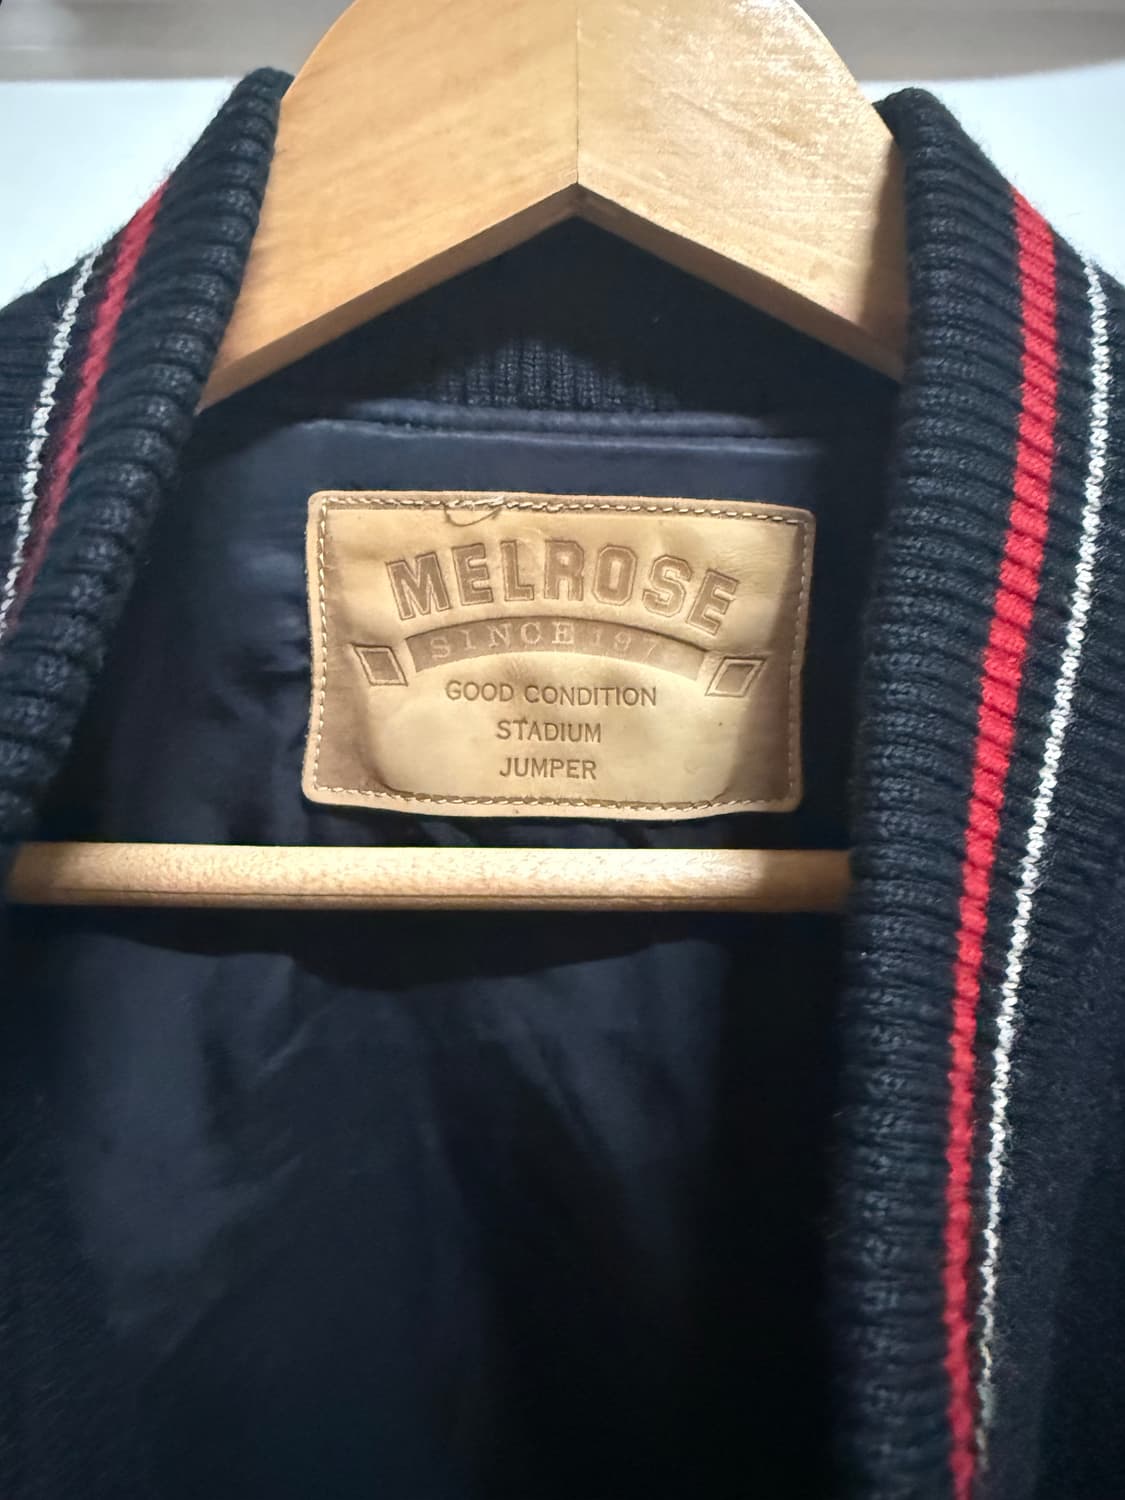 MELROSE
SINCE
GOOD CONDITION
STADIUM
JUMPER